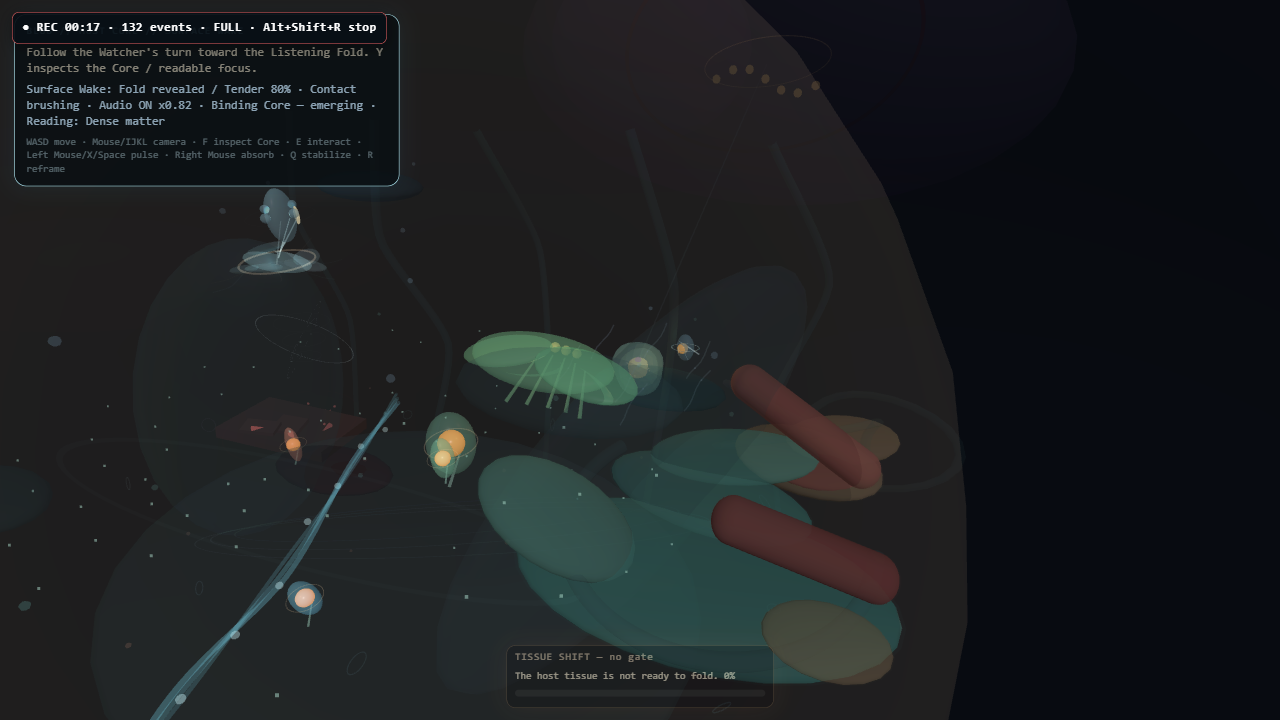 ● REC 00:17 · 132 events · FULL · Alt+Shift+R stop
Follow the Watcher's turn toward the Listening Fold. Y
inspects the Core / readable focus.
Surface Wake: Fold revealed / Tender 80% · Contact
brushing · Audio ON x0.82 · Binding Core — emerging ·
Reading: Dense matter
WASD move · Mouse/IJKL camera · F inspect Core · E interact ·
Left Mouse/X/Space pulse · Right Mouse absorb · Q stabilize · R
reframe
TISSUE SHIFT — no gate
The host tissue is not ready to fold. 0%